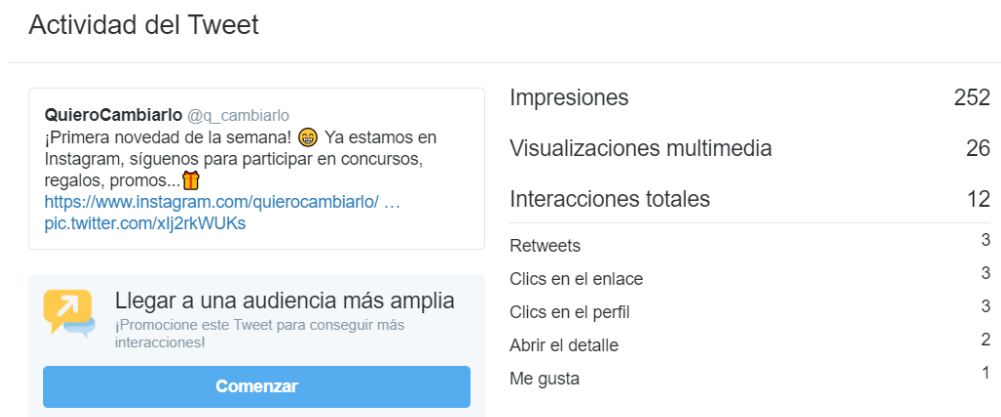 Actividad del Tweet
QuieroCambiarlo @q_cambiarlo
¡Primera novedad de la semana! 😁 Ya estamos en
Instagram, síguenos para participar en concursos,
regalos, promos...🎁
https://www.instagram.com/quierocambiarlo/ …
pic.twitter.com/xIj2rkWUKs
Llegar a una audiencia más amplia
¡Promocione este Tweet para conseguir más
interacciones!
Comenzar
Impresiones 252
Visualizaciones multimedia 26
Interacciones totales 12
Retweets 3
Clics en el enlace 3
Clics en el perfil 3
Abrir el detalle 2
Me gusta 1